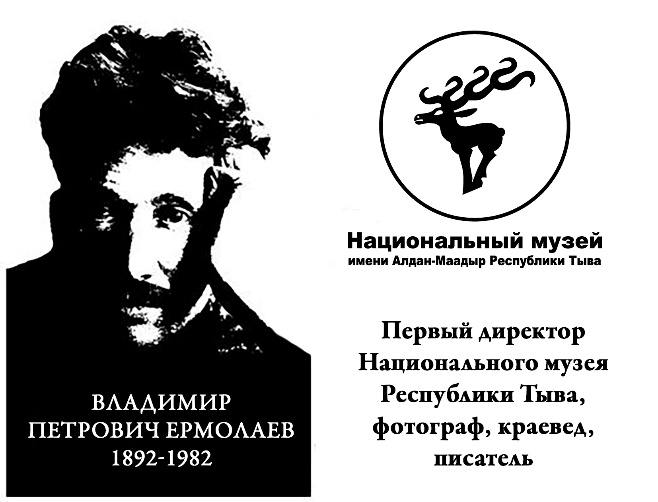 ВЛАДИМИР
ПЕТРОВИЧ ЕРМОЛАЕВ
1892-1982
Национальный музей
имени Алдан-Маадыр Республики Тыва
Первый директор
Национального музея
Республики Тыва,
фотограф, краевед,
писатель